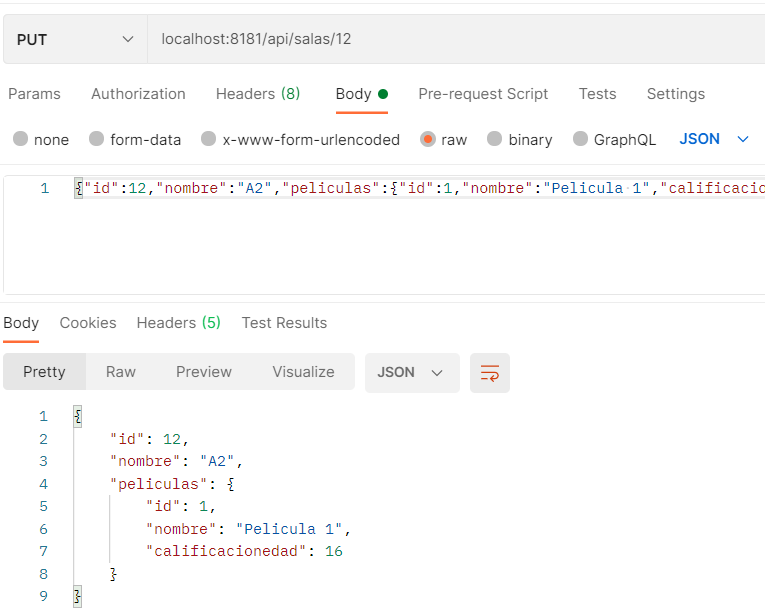 PUT localhost:8181/api/salas/12
Params Authorization Headers (8) Body Pre-request Script Tests Settings
none form-data x-www-form-urlencoded raw binary GraphQL JSON
1 {"id":12,"nombre":"A2","peliculas":{"id":1,"nombre":"Pelicula 1","calificacio
Body Cookies Headers (5) Test Results
Pretty Raw Preview Visualize JSON
1 {
2 "id": 12,
3 "nombre": "A2",
4 "peliculas": {
5 "id": 1,
6 "nombre": "Pelicula 1",
7 "calificacionedad": 16
8 }
9 }